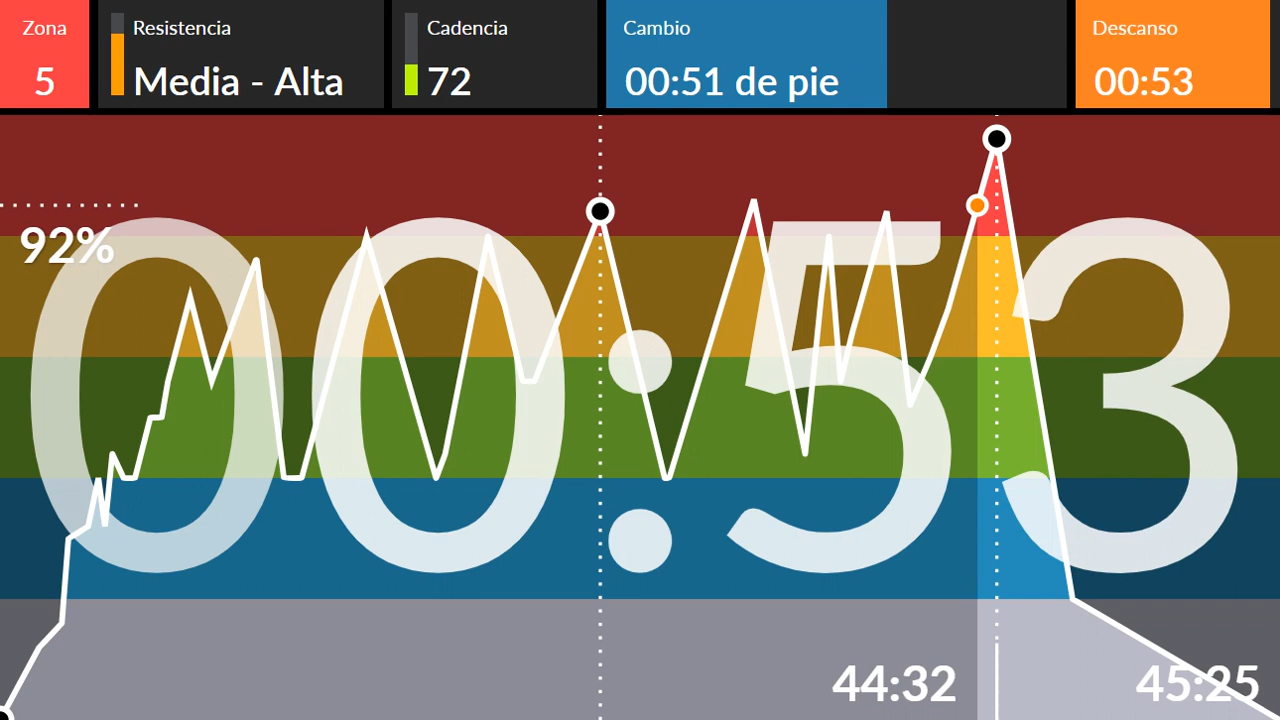 Zona
5
Resistencia
Media - Alta
Cadencia
72
Cambio
00:51 de pie
Descanso
00:53
92%
00:53
44:32
45:25